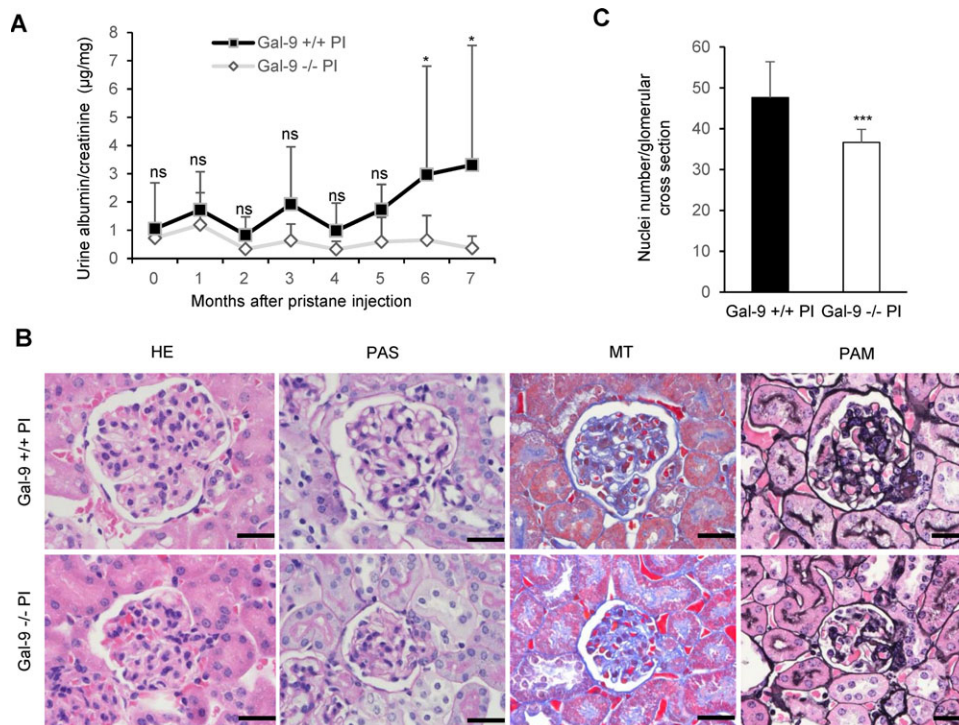 A
Urine albumin/creatinine (µg/mg)
8
7
6
5
4
3
2
1
0
Gal-9 +/+ PI
Gal-9 -/- PI
ns
ns
ns
ns
ns
ns
*
*
0 1 2 3 4 5 6 7
Months after pristane injection
C
Nuclei number/glomerular
cross section
60
50
40
30
20
10
0
***
Gal-9 +/+ PI Gal-9 -/- PI
B
HE PAS MT PAM
Gal-9 +/+ PI
Gal-9 -/- PI